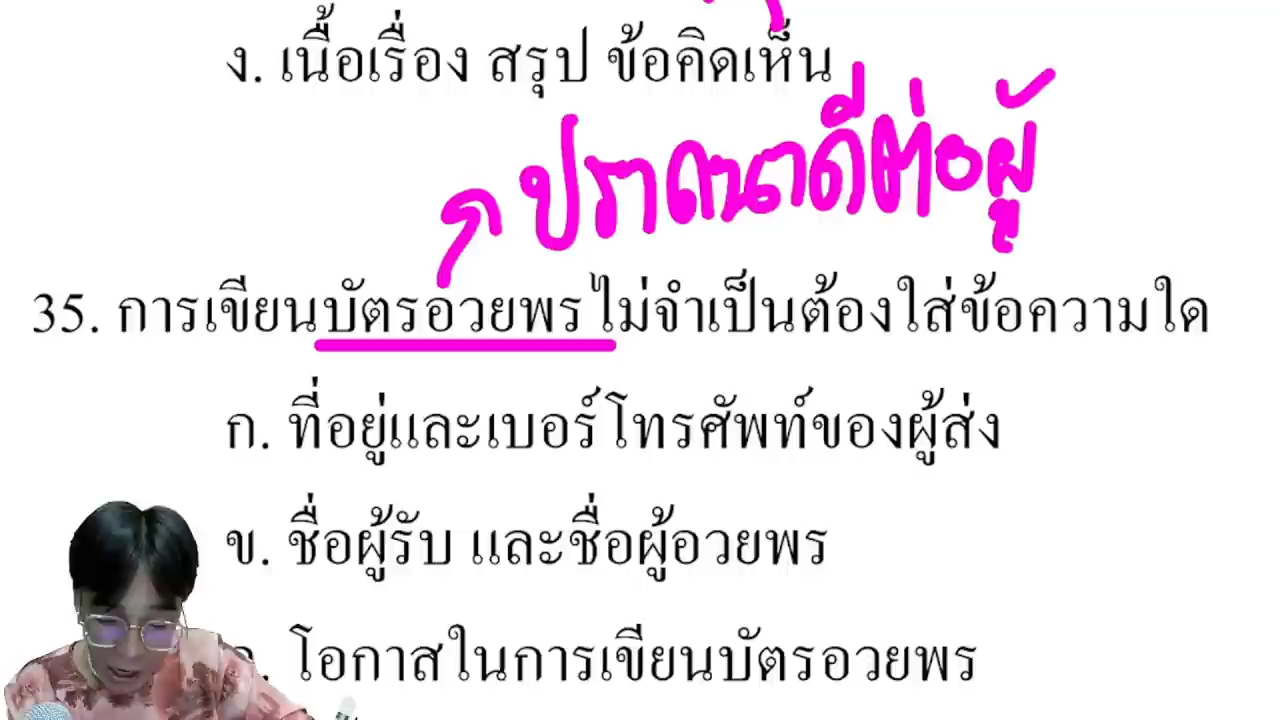 ง. เนื้อเรื่อง สรุป ข้อคิดเห็น
ปราถนาดีต่อผู้
35. การเขียนบัตรอวยพรไม่จำเป็นต้องใส่ข้อความใด
ก. ที่อยู่และเบอร์โทรศัพท์ของผู้ส่ง
ข. ชื่อผู้รับ และชื่อผู้อวยพร
โอกาสในการเขียนบัตรอวยพร